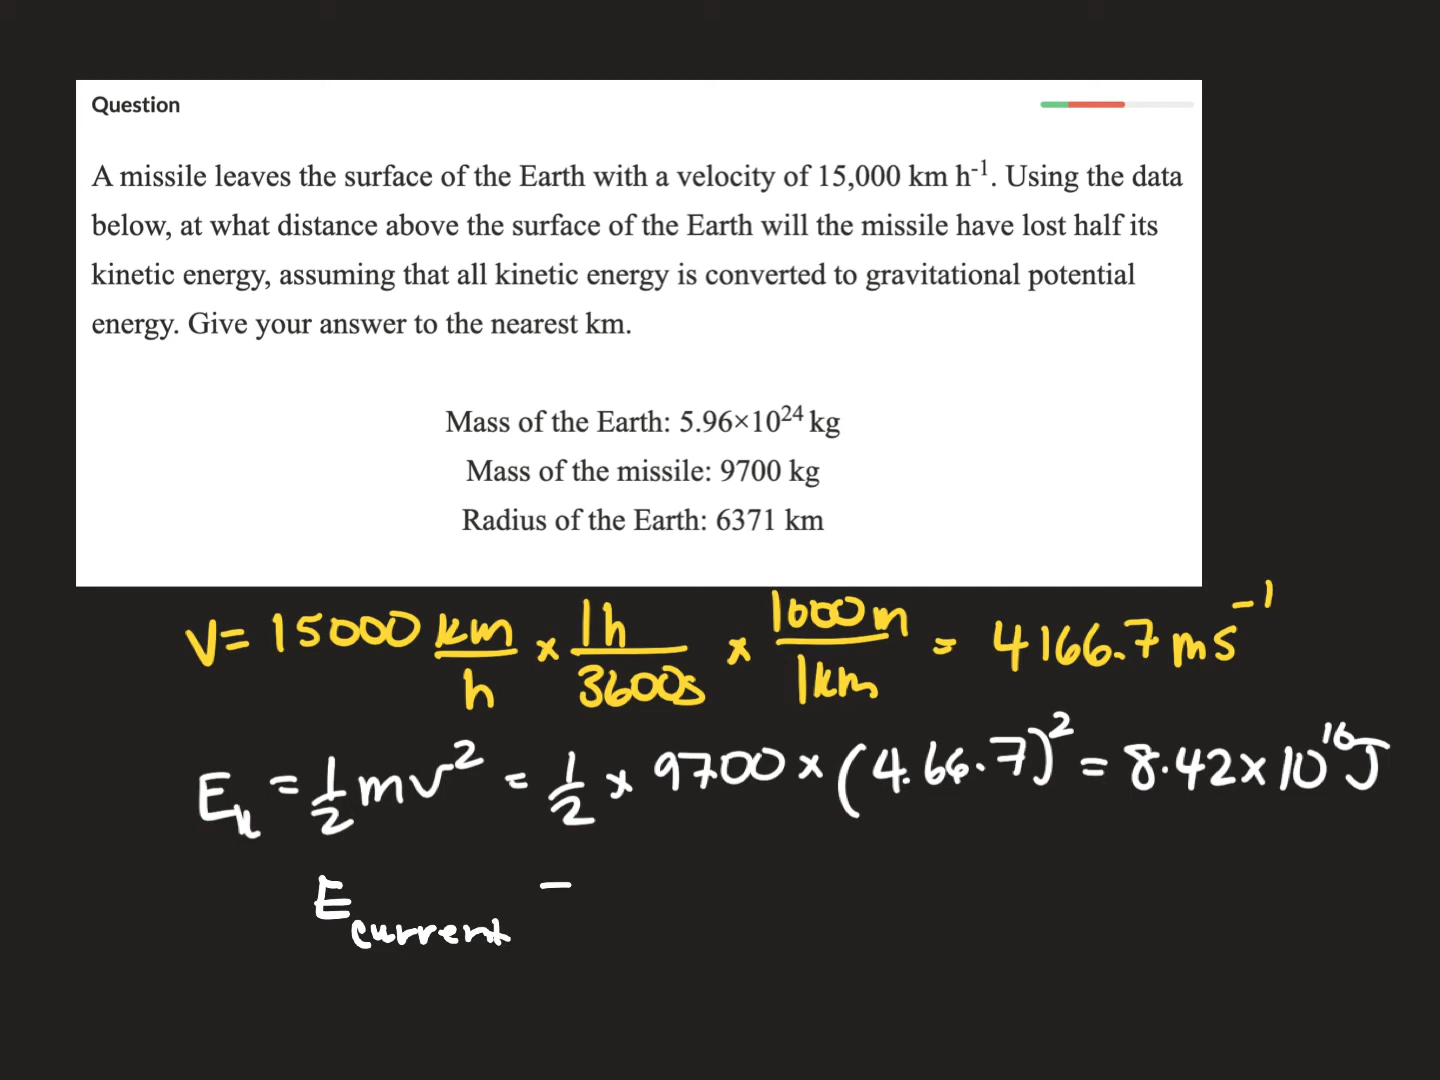 Question
A missile leaves the surface of the Earth with a velocity of 15,000 km h⁻¹. Using the data
below, at what distance above the surface of the Earth will the missile have lost half its
kinetic energy, assuming that all kinetic energy is converted to gravitational potential
energy. Give your answer to the nearest km.
Mass of the Earth: 5.96×10²⁴ kg
Mass of the missile: 9700 kg
Radius of the Earth: 6371 km
V = 15000 km/h × 1h/3600s × 1000m/1km = 4166.7 ms⁻¹
Eₖ = 1/2 mv² = 1/2 × 9700 × (4166.7)² = 8.42 × 10¹⁰ J
E current –